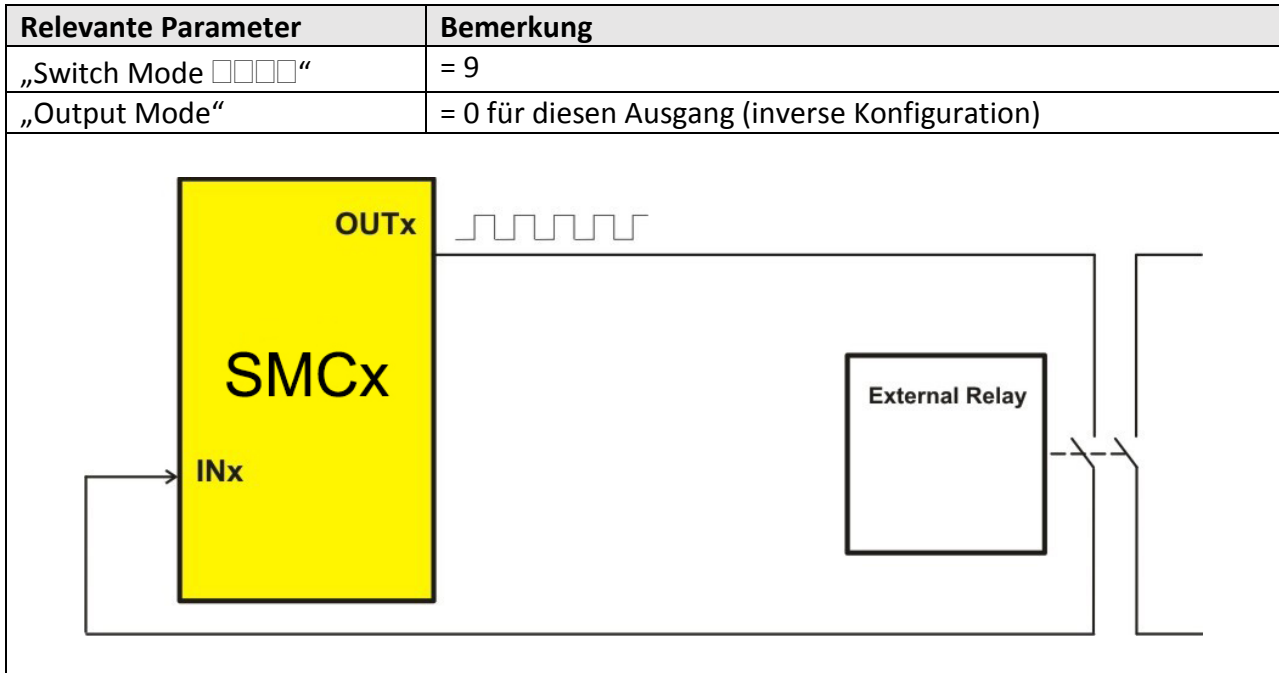 Relevante Parameter Bemerkung
„Switch Mode □□□□“ = 9
„Output Mode“ = 0 für diesen Ausgang (inverse Konfiguration)
OUTx
SMCx
External Relay
INx